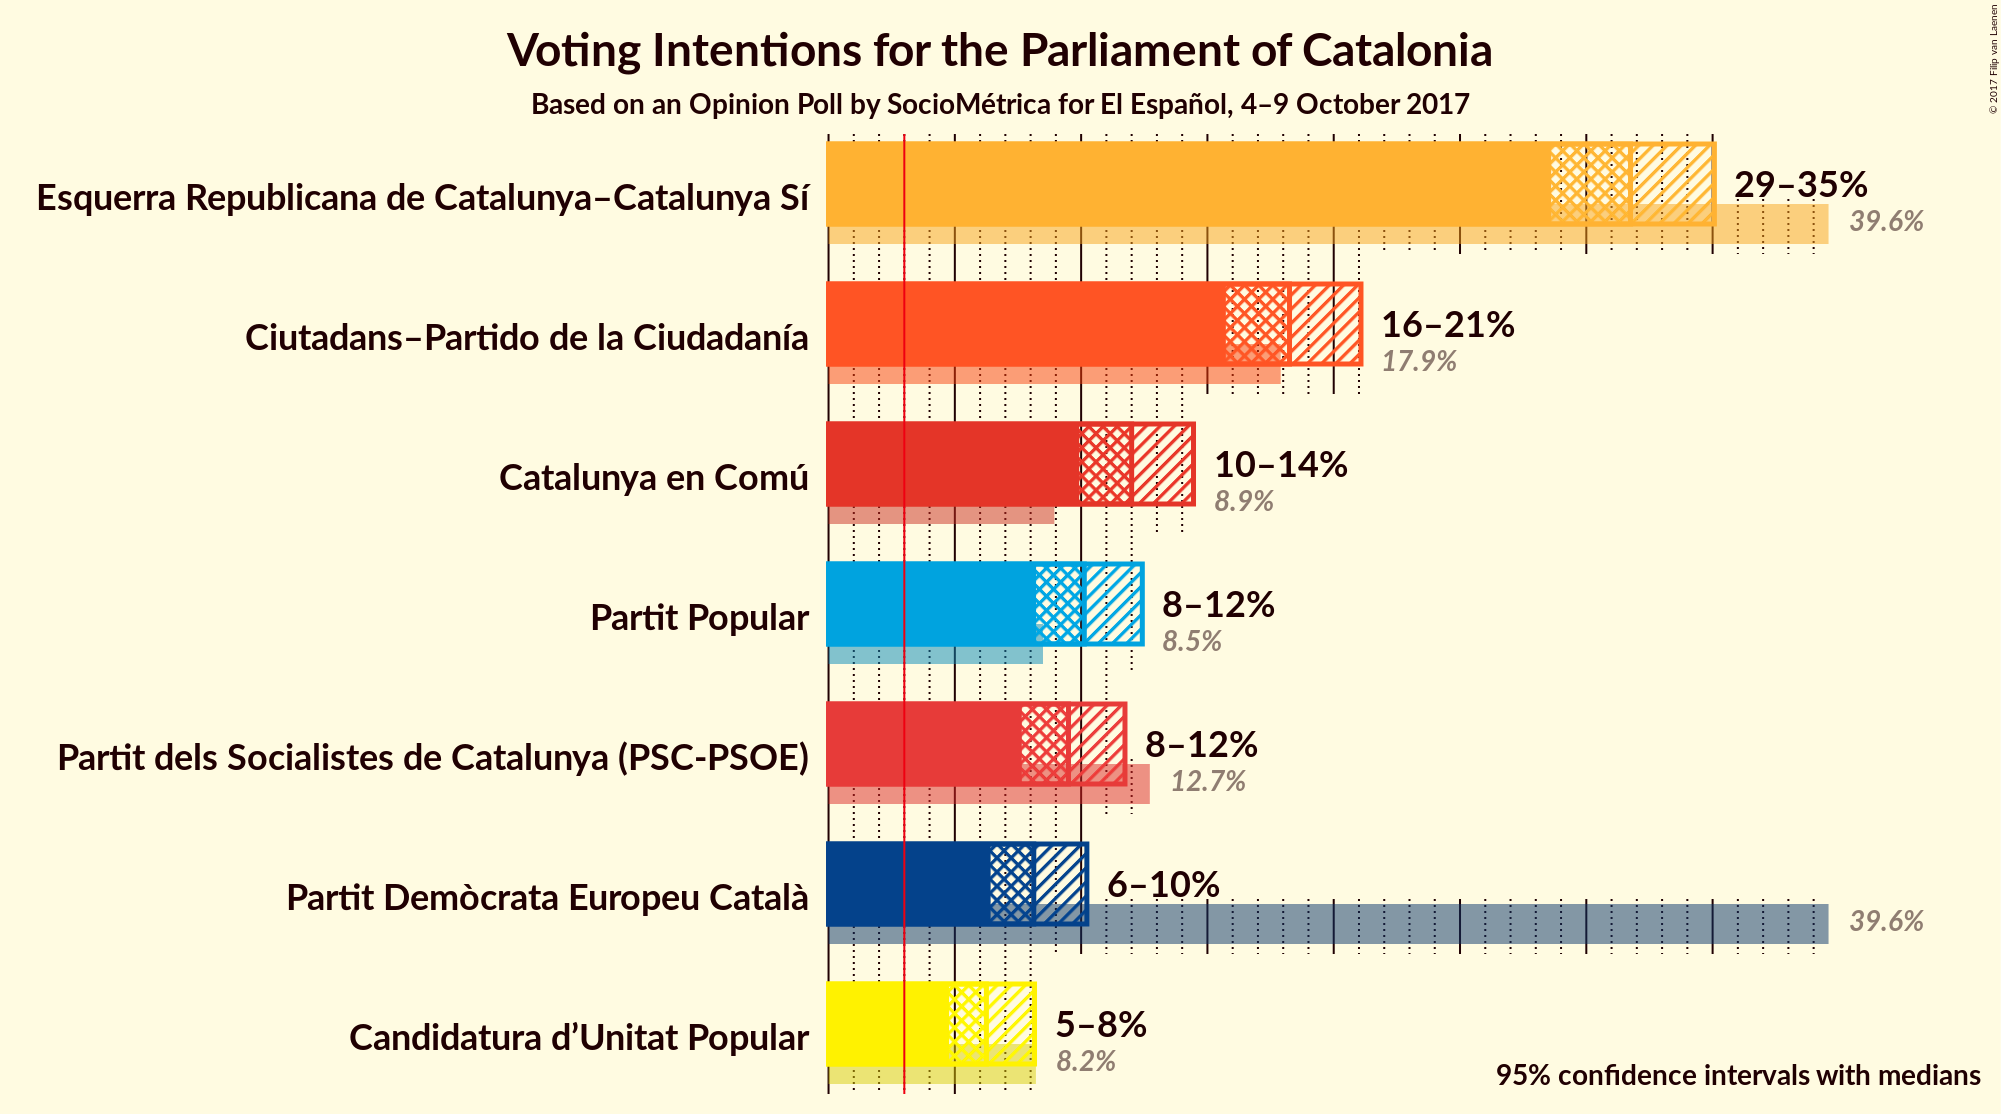 Voting Intentions for the Parliament of Catalonia
Based on an Opinion Poll by SocioMétrica for El Español, 4–9 October 2017
© 2017 Filip van Laenen
Esquerra Republicana de Catalunya–Catalunya Sí
29–35%
39.6%
Ciutadans–Partido de la Ciudadanía
16–21%
17.9%
Catalunya en Comú
10–14%
8.9%
Partit Popular
8–12%
8.5%
Partit dels Socialistes de Catalunya (PSC-PSOE)
8–12%
12.7%
Partit Demòcrata Europeu Català
6–10%
39.6%
Candidatura d’Unitat Popular
5–8%
8.2%
95% confidence intervals with medians